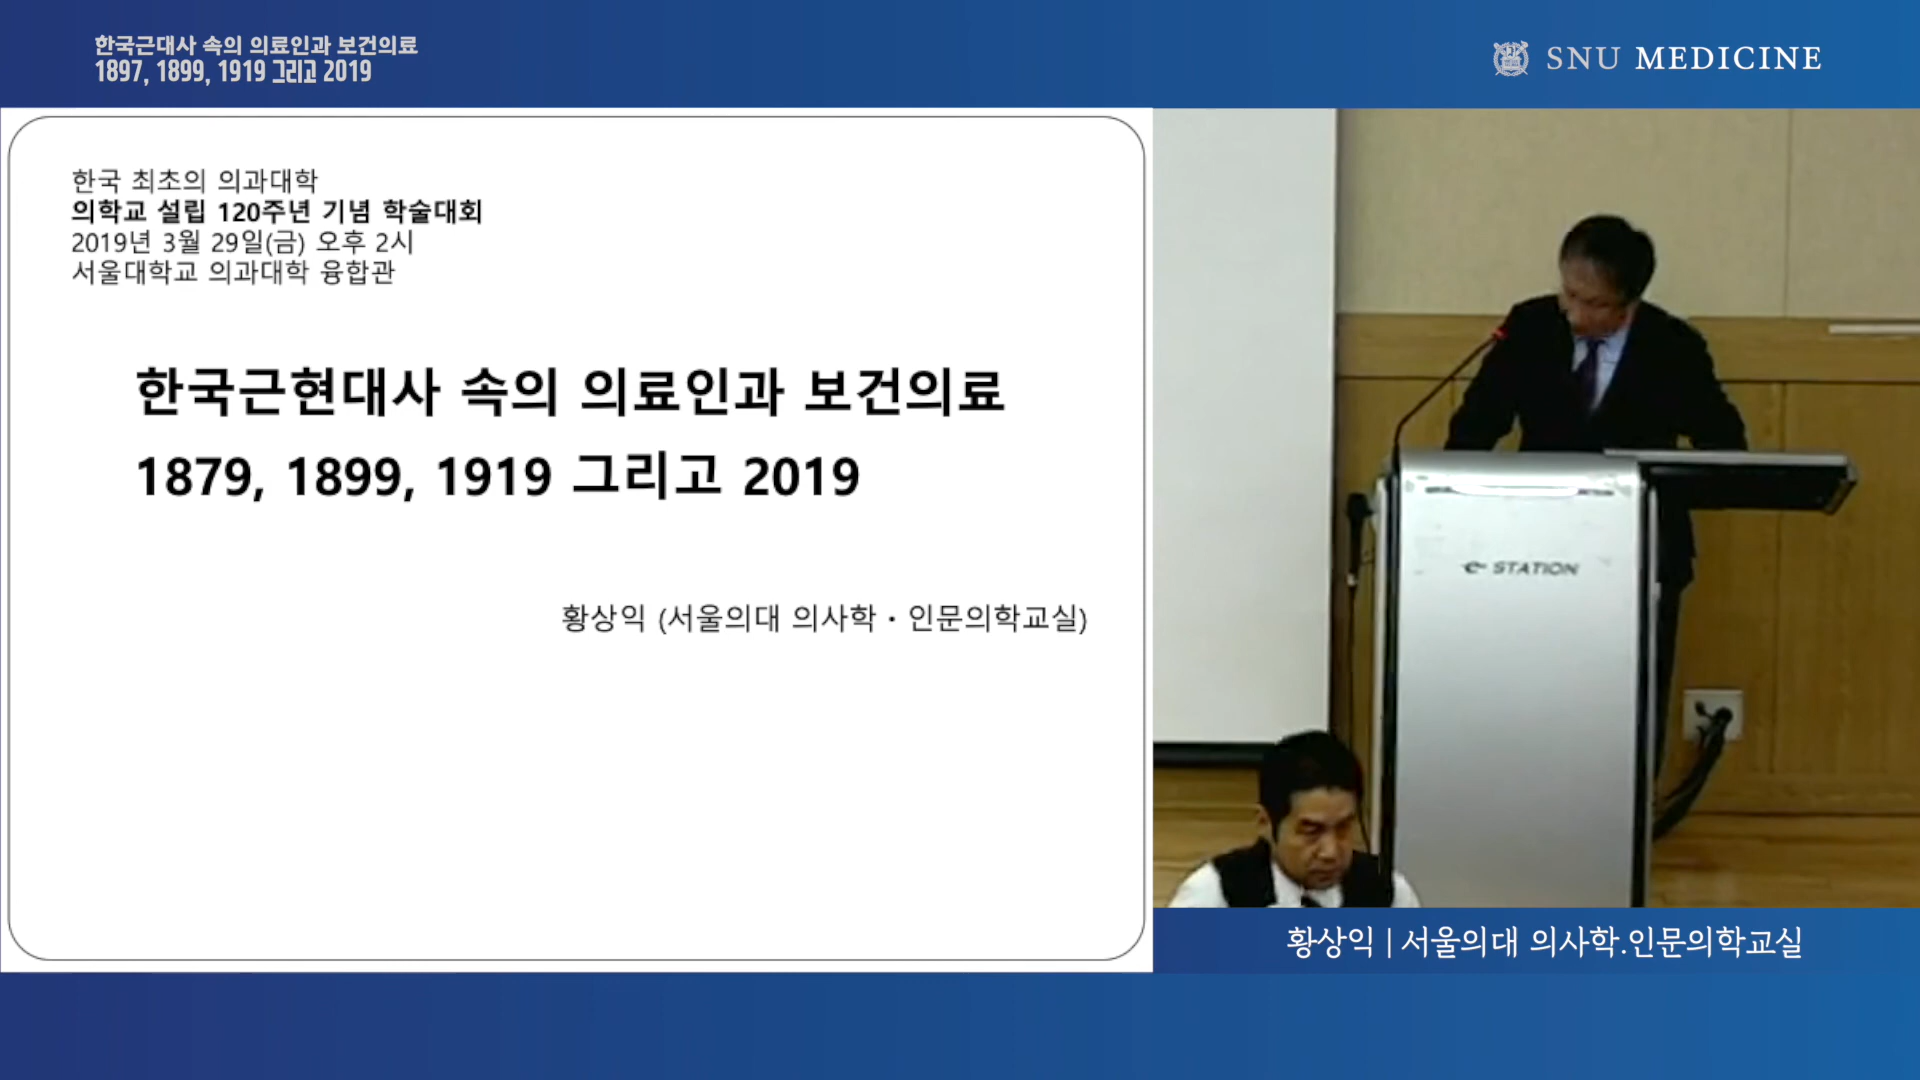 한국근대사 속의 의료인과 보건의료
1897, 1899, 1919 그리고 2019
SNU MEDICINE
한국 최초의 의과대학
의학교 설립 120주년 기념 학술대회
2019년 3월 29일(금) 오후 2시
서울대학교 의과대학 융합관
한국근현대사 속의 의료인과 보건의료
1879, 1899, 1919 그리고 2019
황상익 (서울의대 의사학・인문의학교실)
e-STATION
황상익 | 서울의대 의사학.인문의학교실